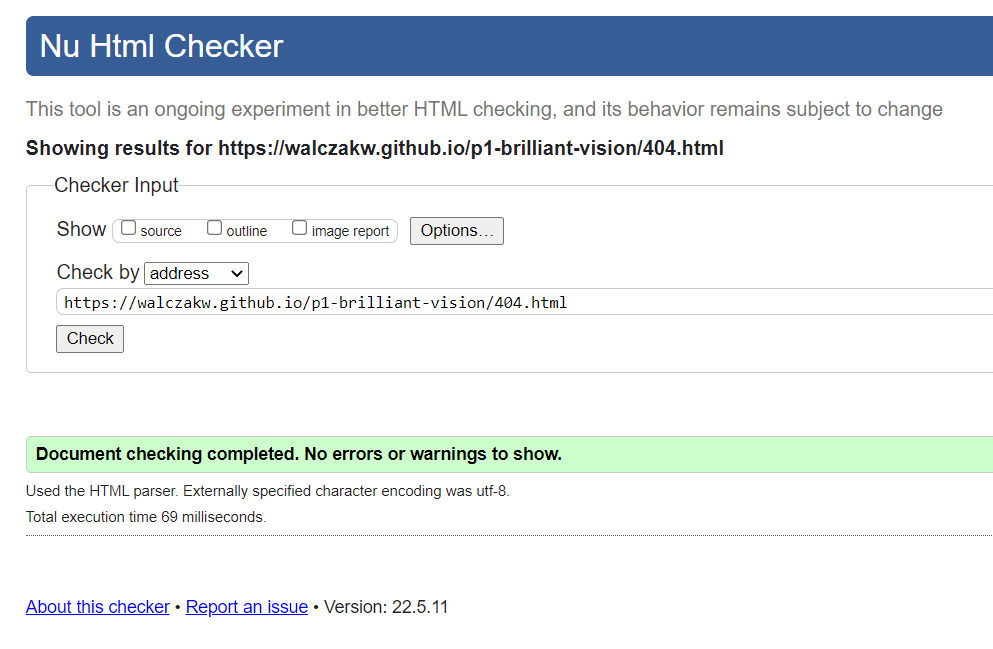 Nu Html Checker
This tool is an ongoing experiment in better HTML checking, and its behavior remains subject to change
Showing results for https://walczakw.github.io/p1-brilliant-vision/404.html
Checker Input
Show source outline image report Options...
Check by address
https://walczakw.github.io/p1-brilliant-vision/404.html
Check
Document checking completed. No errors or warnings to show.
Used the HTML parser. Externally specified character encoding was utf-8.
Total execution time 69 milliseconds.
About this checker • Report an issue • Version: 22.5.11